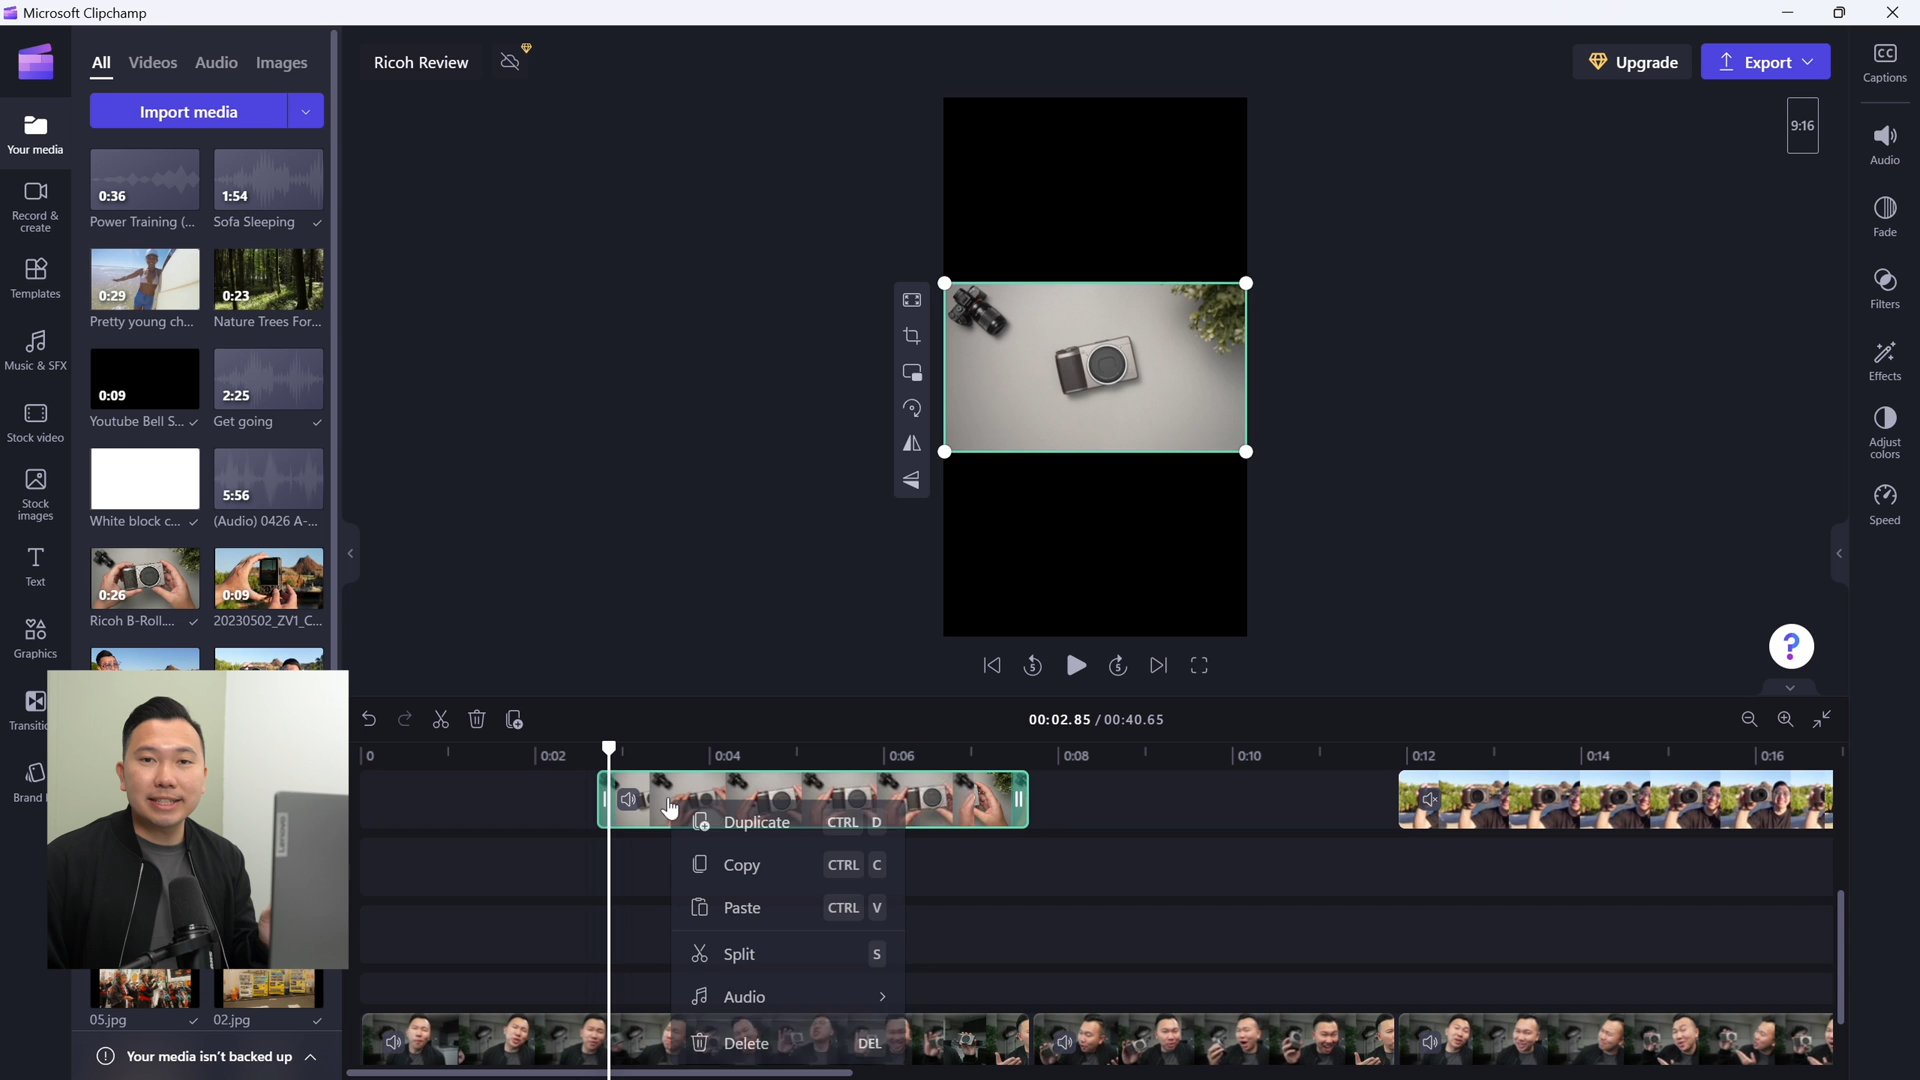 Microsoft Clipchamp
All Videos Audio Images
Import media
Your media
Record & create
Templates
Music & SFX
Stock video
Stock images
Text
Graphics
Transitio
Brand
0:36
Power Training (...
1:54
Sofa Sleeping
0:29
Pretty young ch...
0:23
Nature Trees For...
0:09
Youtube Bell S...
2:25
Get going
White block c...
5:56
(Audio) 0426 A-...
0:26
Ricoh B-Roll....
0:09
20230502_ZV1_C...
05.jpg
02.jpg
Your media isn't backed up
Ricoh Review
Upgrade
Export
9:16
CC
Captions
Audio
Fade
Filters
Effects
Adjust colors
Speed
?
5
5
00:02.85 / 00:40.65
0 0:02 0:04 0:06 0:08 0:10 0:12 0:14 0:16
Duplicate CTRL D
Copy CTRL C
Paste CTRL V
Split S
Audio
Delete DEL
Lenovo